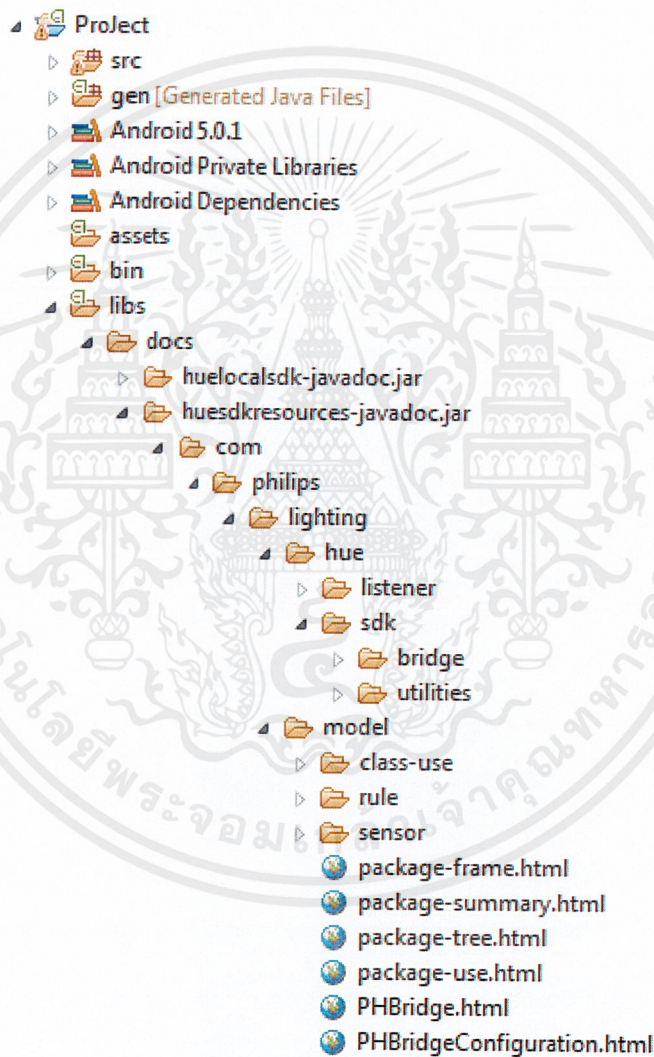 ProJect
src
gen [Generated Java Files]
Android 5.0.1
Android Private Libraries
Android Dependencies
assets
bin
libs
docs
huelocalsdk-javadoc.jar
huesdkresources-javadoc.jar
com
philips
lighting
hue
listener
sdk
bridge
utilities
model
class-use
rule
sensor
package-frame.html
package-summary.html
package-tree.html
package-use.html
PHBridge.html
PHBridgeConfiguration.html